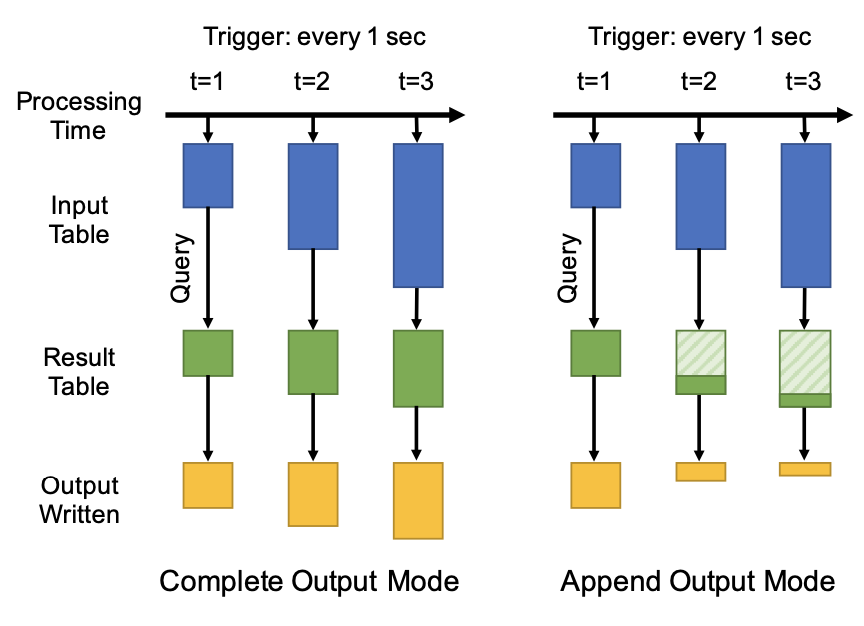 Trigger: every 1 sec
Trigger: every 1 sec
t=1
t=2
t=3
t=1
t=2
t=3
Processing
Time
Input
Table
Query
Query
Result
Table
Output
Written
Complete Output Mode
Append Output Mode